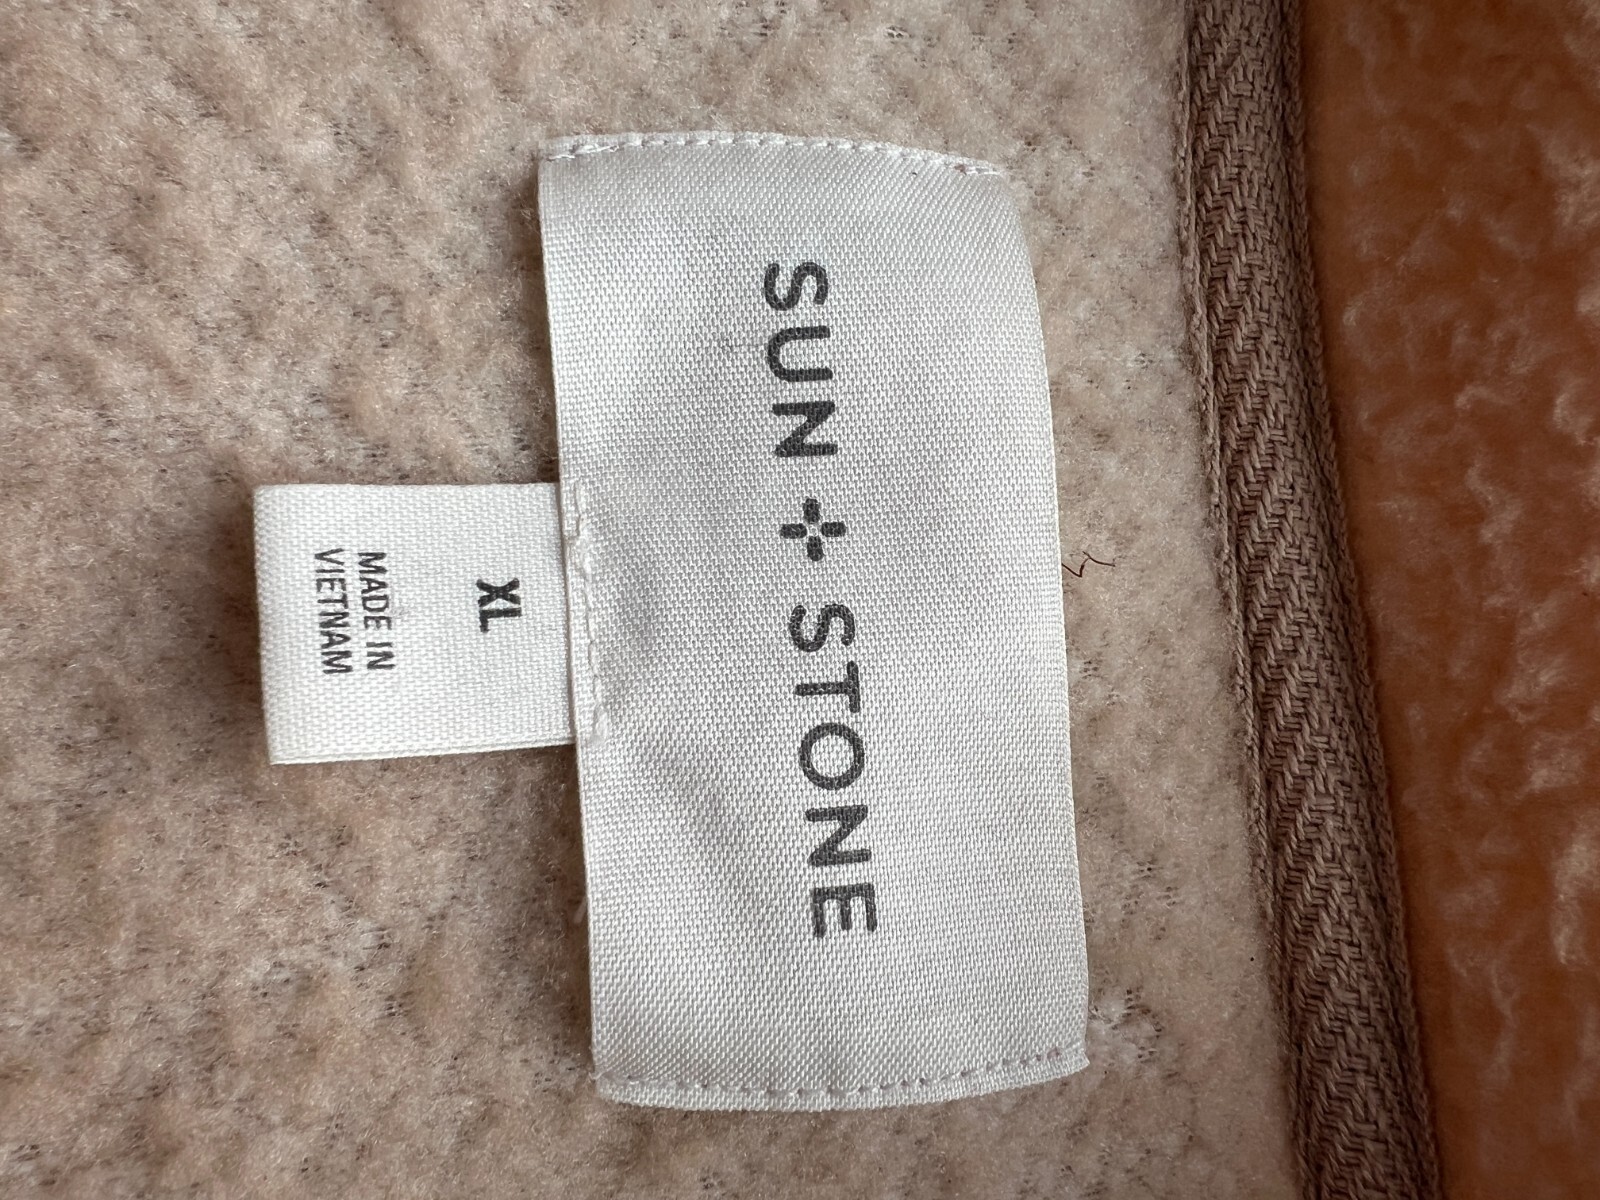 SUN + STONE
XL
MADE IN
VIETNAM